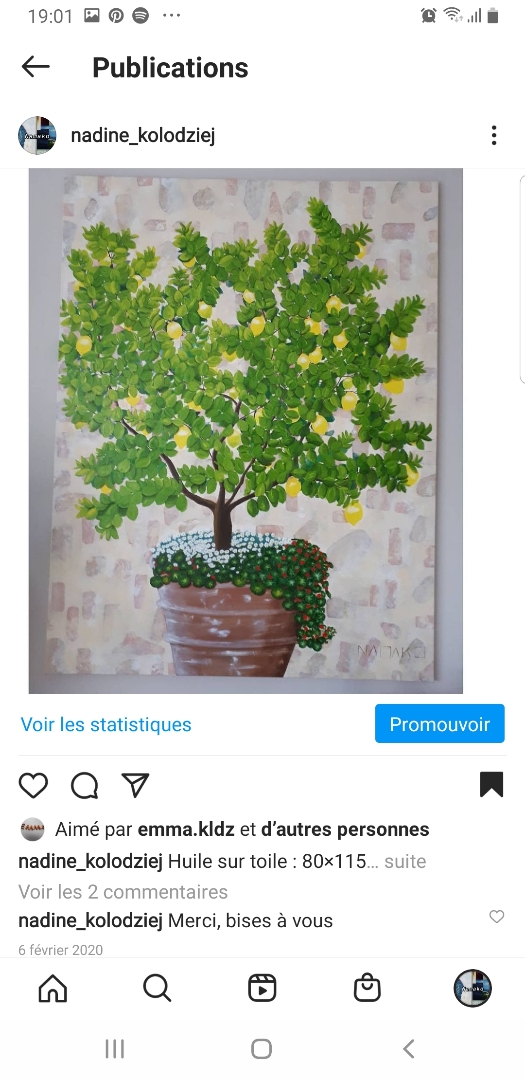 19:01
Publications
nadine_kolodziej
Voir les statistiques
Promouvoir
Aimé par emma.kldz et d'autres personnes
nadine_kolodziej Huile sur toile : 80×115... suite
Voir les 2 commentaires
nadine_kolodziej Merci, bises à vous
6 février 2020